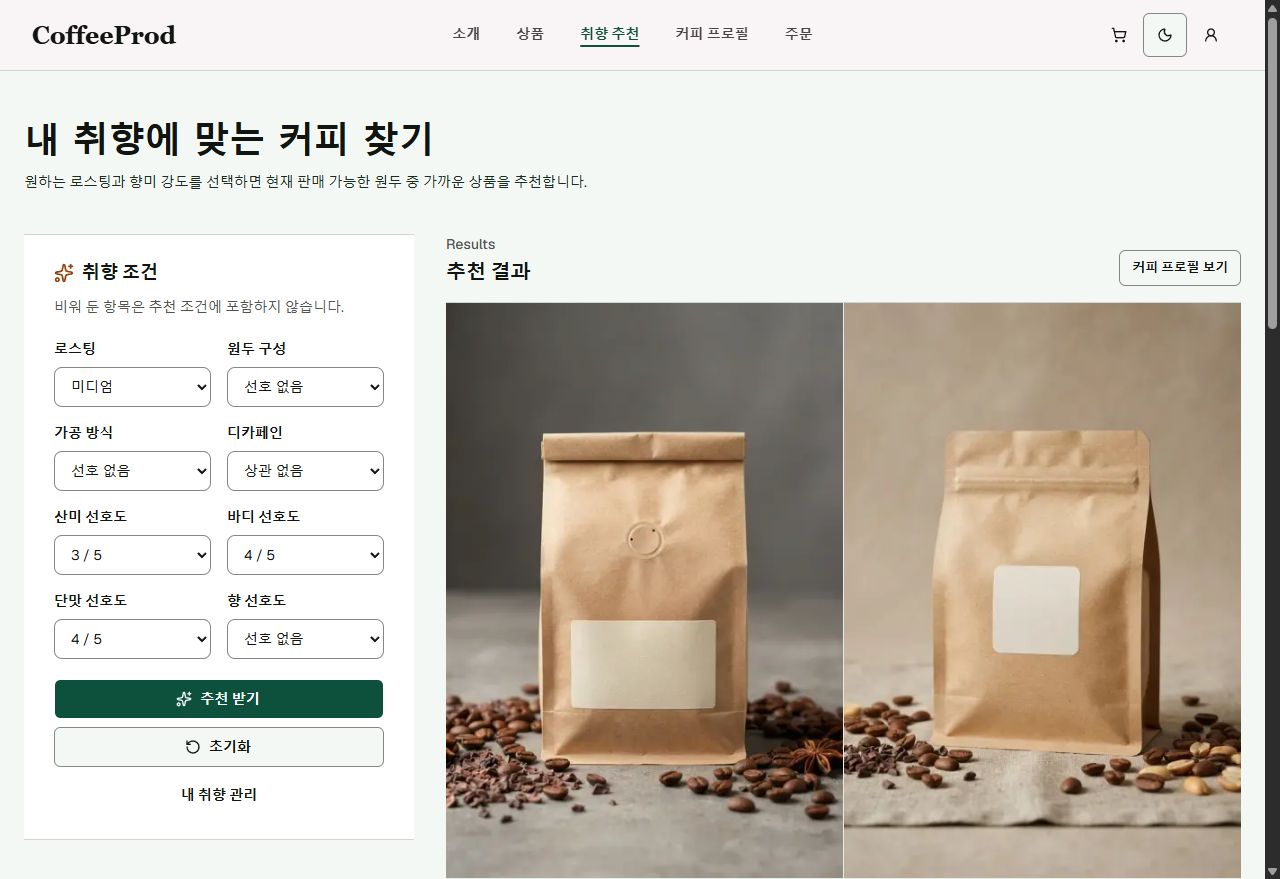 CoffeeProd
소개
상품
취향 추천
커피 프로필
주문
내 취향에 맞는 커피 찾기
원하는 로스팅과 향미 강도를 선택하면 현재 판매 가능한 원두 중 가까운 상품을 추천합니다.
취향 조건
비워 둔 항목은 추천 조건에 포함하지 않습니다.
로스팅
원두 구성
미디엄
선호 없음
가공 방식
디카페인
선호 없음
상관 없음
산미 선호도
바디 선호도
3 / 5
4 / 5
단맛 선호도
향 선호도
4 / 5
선호 없음
추천 받기
초기화
내 취향 관리
Results
추천 결과
커피 프로필 보기